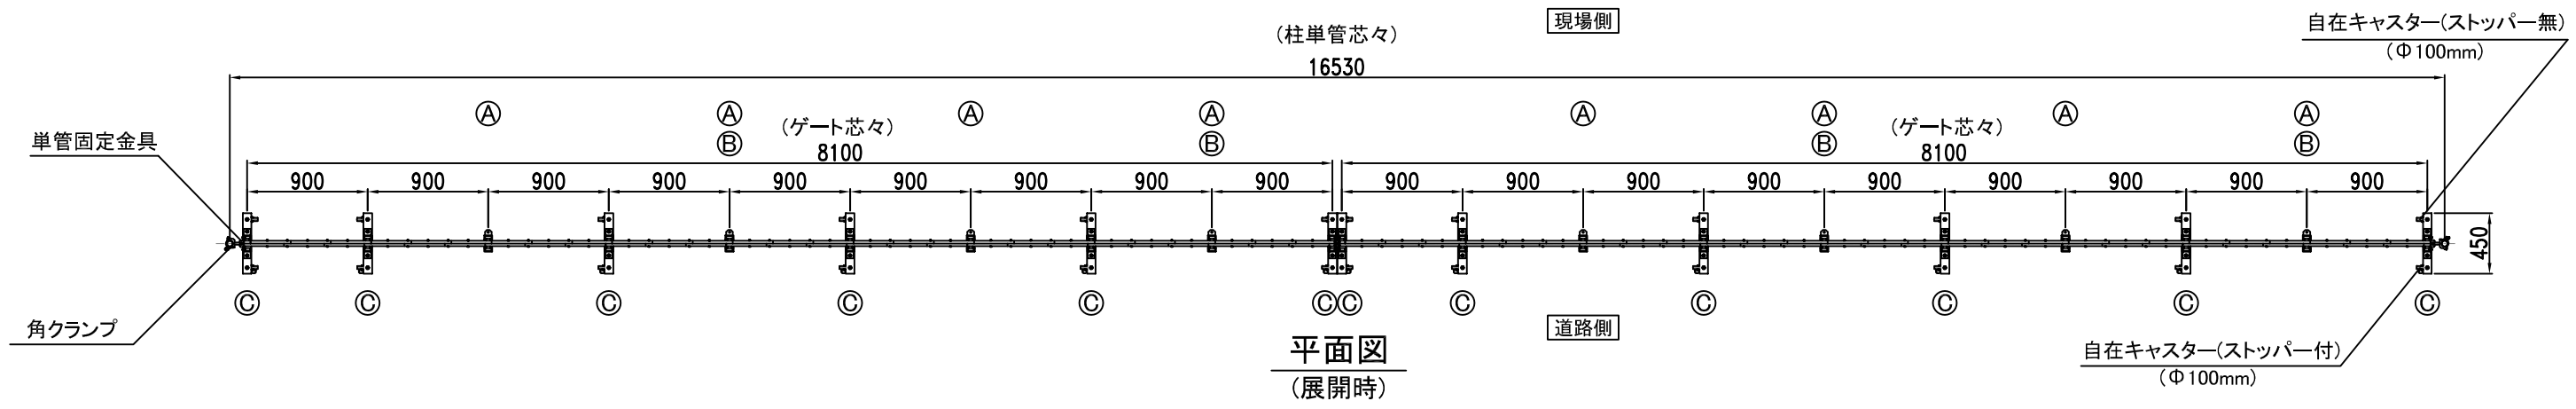 現場側
自在キャスター(ストッパー無)
(Φ100mm)
(柱単管芯々)
16530
Ⓐ Ⓐ Ⓐ Ⓐ Ⓐ Ⓐ Ⓐ Ⓐ
Ⓑ Ⓑ Ⓑ Ⓑ
単管固定金具
(ゲート芯々) (ゲート芯々)
8100 8100
900 900 900 900 900 900 900 900 900 900 900 900 900 900 900 900 900 900
450
Ⓒ Ⓒ Ⓒ Ⓒ Ⓒ Ⓒ Ⓒ Ⓒ Ⓒ Ⓒ Ⓒ Ⓒ
角クランプ
道路側
平面図
(展開時)
自在キャスター(ストッパー付)
(Φ100mm)